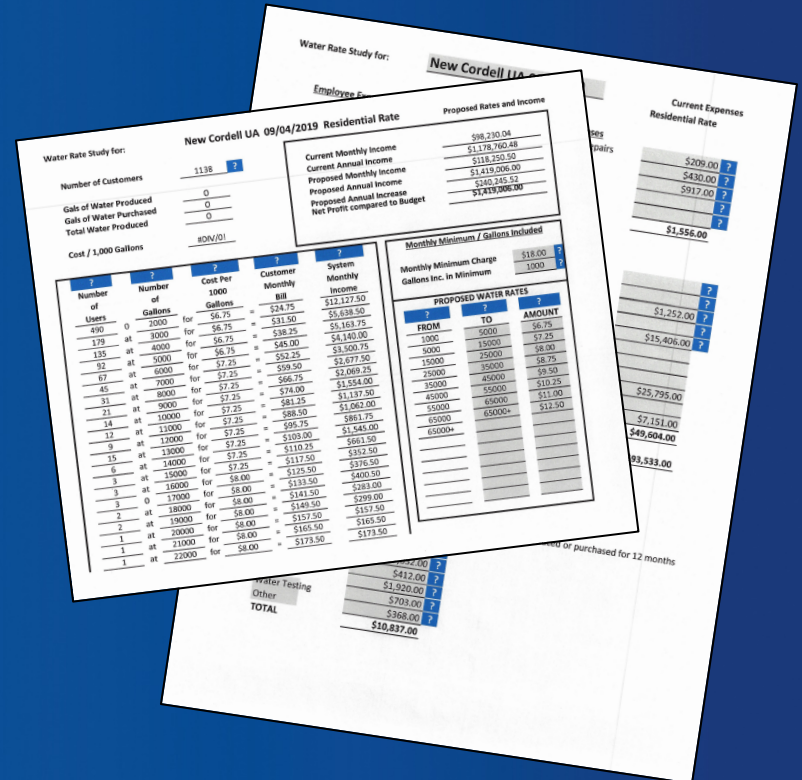 Water Rate Study for:
New Cordell UA
Employee
Current Expenses
Residential Rate
$209.00 ?
$430.00 ?
$917.00 ?
?
?
$1,556.00
?
$1,252.00 ?
?
$15,406.00 ?
?
$25,795.00
$7,151.00
$49,604.00
93,533.00
or purchased for 12 months
?
$412.00 ?
Water Testing $1,920.00 ?
Other $703.00 ?
TOTAL $368.00 ?
$10,837.00
Water Rate Study for: New Cordell UA 09/04/2019 Residential Rate
Proposed Rates and Income
Number of Customers 1138 ?
Gals of Water Produced 0
Gals of Water Purchased 0
Total Water Produced 0
Cost / 1,000 Gallons #DIV/0!
Current Monthly Income $98,230.04
Current Annual Income $1,178,760.48
Proposed Monthly Income $118,250.50
Proposed Annual Income $1,419,006.00
Proposed Annual Increase $240,245.52
Net Profit compared to Budget $1,419,006.00
? ? ? ? ?
Number of Users Number of Gallons Cost Per 1000 Gallons Customer Monthly Bill System Monthly Income
490 0 2000 for $6.75 = $24.75 $12,127.50
179 at 3000 for $6.75 = $31.50 $5,638.50
135 at 4000 for $6.75 = $38.25 $5,163.75
92 at 5000 for $6.75 = $45.00 $4,140.00
67 at 6000 for $7.25 = $52.25 $3,500.75
45 at 7000 for $7.25 = $59.50 $2,677.50
31 at 8000 for $7.25 = $66.75 $2,069.25
21 at 9000 for $7.25 = $74.00 $1,554.00
14 at 10000 for $7.25 = $81.25 $1,137.50
12 at 11000 for $7.25 = $88.50 $1,062.00
9 at 12000 for $7.25 = $95.75 $861.75
15 at 13000 for $7.25 = $103.00 $1,545.00
6 at 14000 for $7.25 = $110.25 $661.50
3 at 15000 for $7.25 = $117.50 $352.50
3 at 16000 for $8.00 = $125.50 $376.50
3 0 17000 for $8.00 = $133.50 $400.50
2 at 18000 for $8.00 = $141.50 $283.00
2 at 19000 for $8.00 = $149.50 $299.00
1 at 20000 for $8.00 = $157.50 $157.50
1 at 21000 for $8.00 = $165.50 $165.50
1 at 22000 for $8.00 = $173.50 $173.50
Monthly Minimum / Gallons Included
Monthly Minimum Charge $18.00 ?
Gallons Inc. in Minimum 1000 ?
PROPOSED WATER RATES
? ? ?
FROM TO AMOUNT
1000 5000 $6.75
5000 15000 $7.25
15000 25000 $8.00
25000 35000 $8.75
35000 45000 $9.50
45000 55000 $10.25
55000 65000 $11.00
65000 65000+ $12.50
65000+